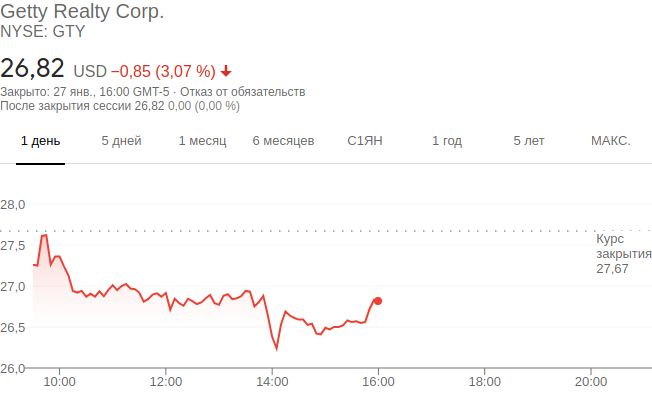 Getty Realty Corp.
NYSE: GTY
26,82 USD −0,85 (3,07 %)
Закрыто: 27 янв., 16:00 GMT-5 · Отказ от обязательств
После закрытия сессии 26,82 0,00 (0,00 %)
1 день 5 дней 1 месяц 6 месяцев С1ЯН 1 год 5 лет МАКС.
28,0
27,5
27,0
26,5
26,0
Курс
закрытия
27,67
10:00 12:00 14:00 16:00 18:00 20:00